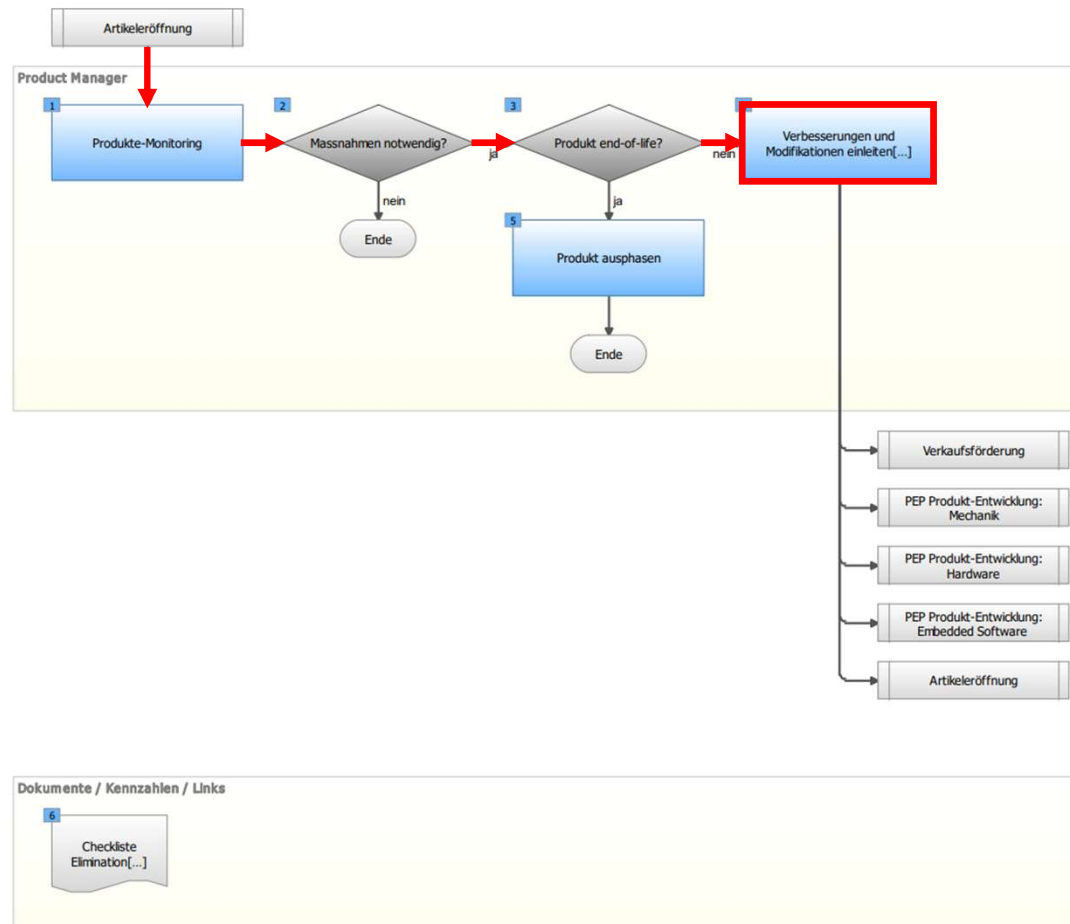 Artikeleröffnung
Product Manager
1
Produkte-Monitoring
2
Massnahmen notwendig?
ja
nein
Ende
3
Produkt end-of-life?
nein
ja
Verbesserungen und
Modifikationen einleiten[...]
5
Produkt ausphasen
Ende
Verkaufsförderung
PEP Produkt-Entwicklung:
Mechanik
PEP Produkt-Entwicklung:
Hardware
PEP Produkt-Entwicklung:
Embedded Software
Artikeleröffnung
Dokumente / Kennzahlen / Links
6
Checkliste
Elimination[...]